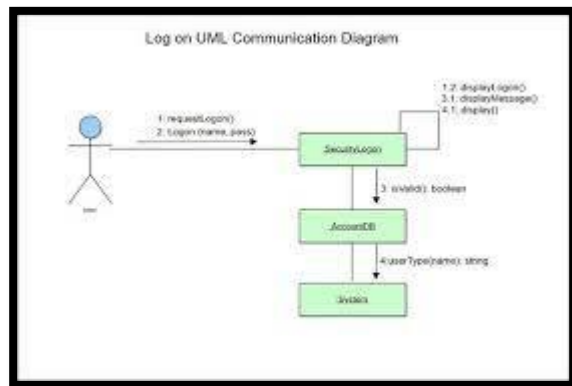 Log on UML Communication Diagram
1: requestLogon()
2: Logon (name, pass)
1.2: displayLogon()
3.1: displayMessage()
4.1: display()
:SecurityLogon
3: isValid(): boolean
:AccountDB
4:userType(name): string
:System